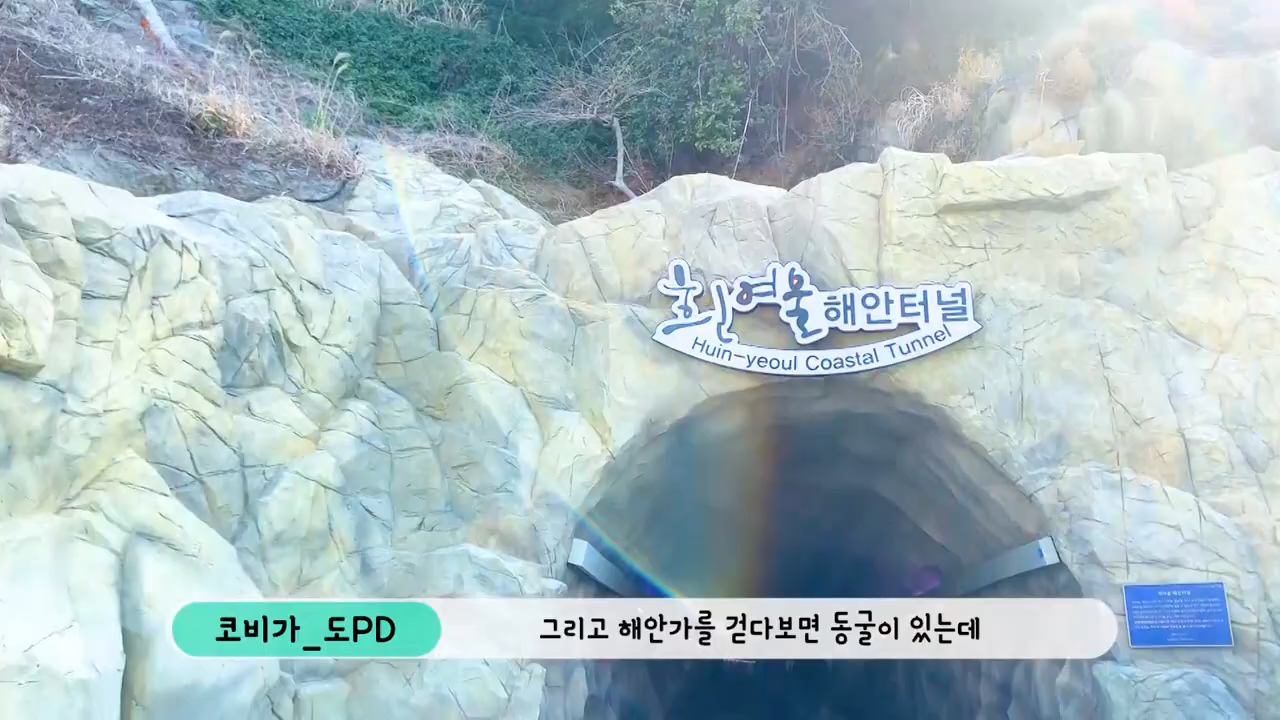 흰여울 해안터널
Huin-yeoul Coastal Tunnel
코비가_도PD
그리고 해안가를 걷다보면 동굴이 있는데